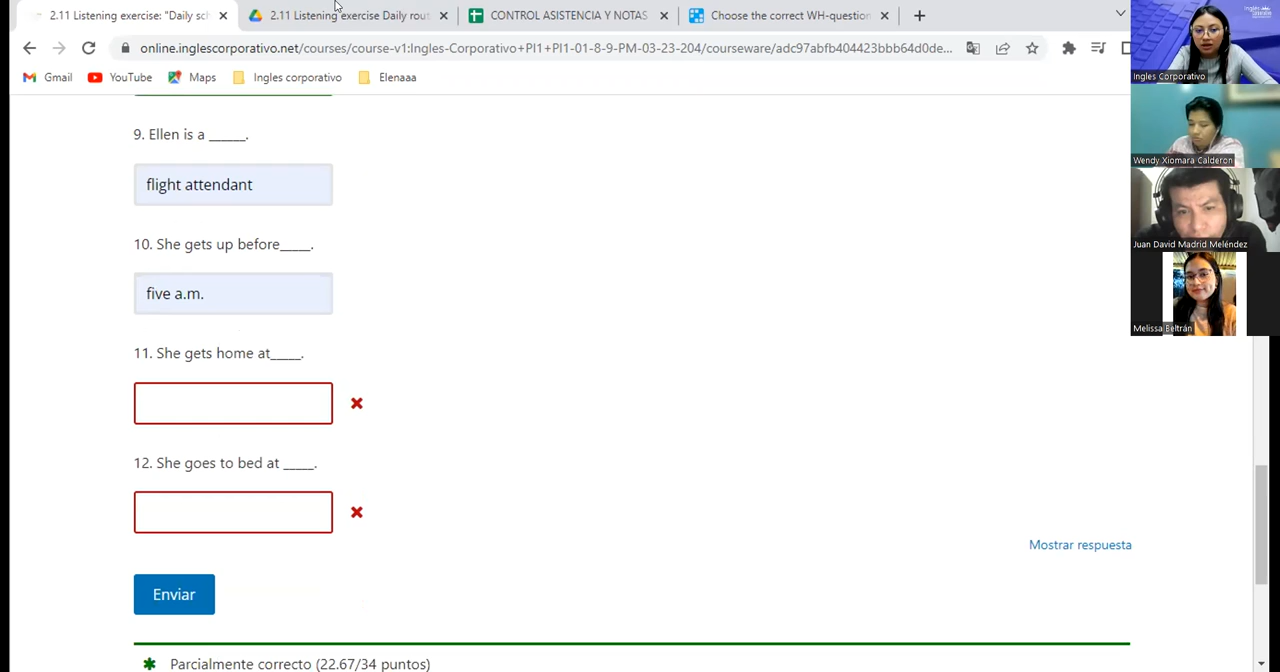 2.11 Listening exercise: "Daily sch
2.11 Listening exercise Daily rout
CONTROL ASISTENCIA Y NOTAS
Choose the correct WH-question
online.inglescorporativo.net/courses/course-v1:Ingles-Corporativo+PI1+PI1-01-8-9-PM-03-23-204/courseware/adc97abfb404423bbb64d0de...
Gmail
YouTube
Maps
Ingles corporativo
Elenaaa
Ingles Corporativo
Wendy Xiomara Calderon
Juan David Madrid Meléndez
Melissa Beltrán
9. Ellen is a ______.
flight attendant
10. She gets up before_____.
five a.m.
11. She gets home at_____.
12. She goes to bed at _____.
Mostrar respuesta
Enviar
Parcialmente correcto (22.67/34 puntos)